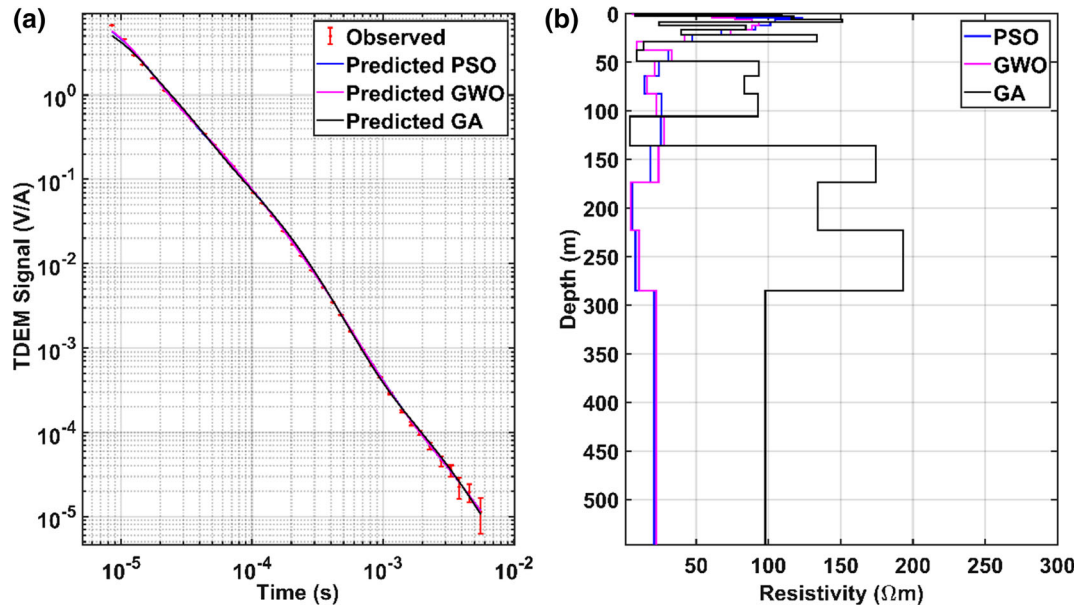 (a)
Observed
Predicted PSO
Predicted GWO
Predicted GA
TDEM Signal (V/A)
10^0
10^-1
10^-2
10^-3
10^-4
10^-5
10^-5
10^-4
10^-3
10^-2
Time (s)
(b)
PSO
GWO
GA
Depth (m)
0
50
100
150
200
250
300
350
400
450
500
50
100
150
200
250
300
Resistivity (Ωm)